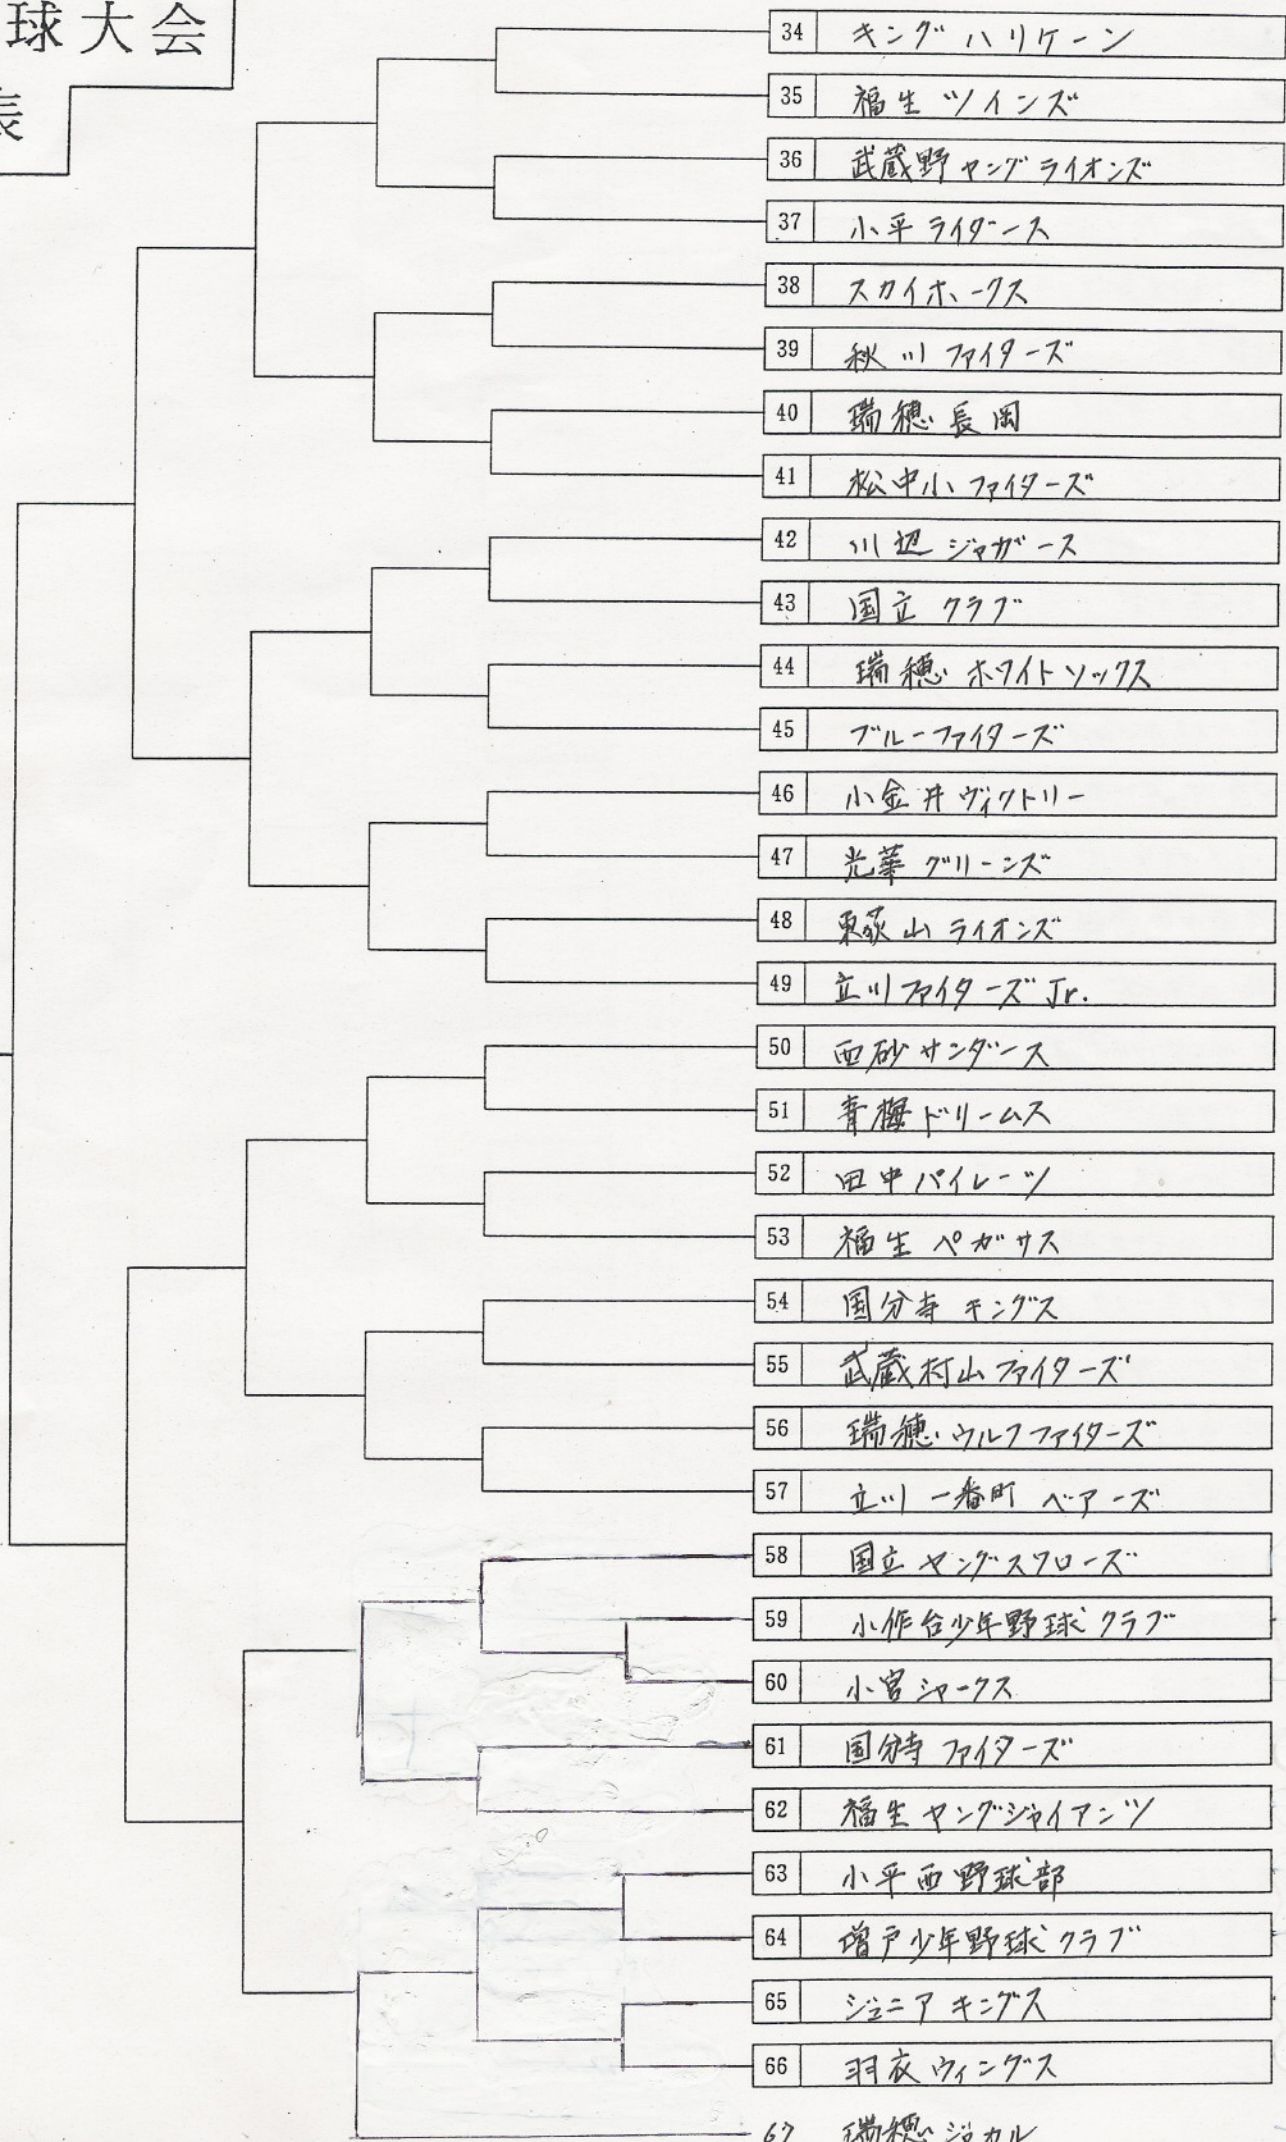 球大会
表
34 キングハリケーン
35 福生ツインズ
36 武蔵野ヤングライオンズ
37 小平ライダース
38 スカイホークス
39 秋川ファイターズ
40 瑞穂長岡
41 松中小ファイターズ
42 川辺ジャガース
43 国立クラブ
44 瑞穂ホワイトソックス
45 ブルーファイターズ
46 小金井ヴィクトリー
47 光華グリーンズ
48 東荻山ライオンズ
49 立川ファイターズJr.
50 西砂サンダース
51 青梅ドリームス
52 田中パイレーツ
53 福生ペガサス
54 国分寺キングス
55 武蔵村山ファイターズ
56 瑞穂ウルフファイターズ
57 立川一番町ベアーズ
58 国立ヤングスワローズ
59 小作台少年野球クラブ
60 小宮シャークス
61 国分寺ファイターズ
62 福生ヤングジャイアンツ
63 小平西野球部
64 増戸少年野球クラブ
65 ジュニアキングス
66 羽衣ウィングス
67 瑞穂ジャカル